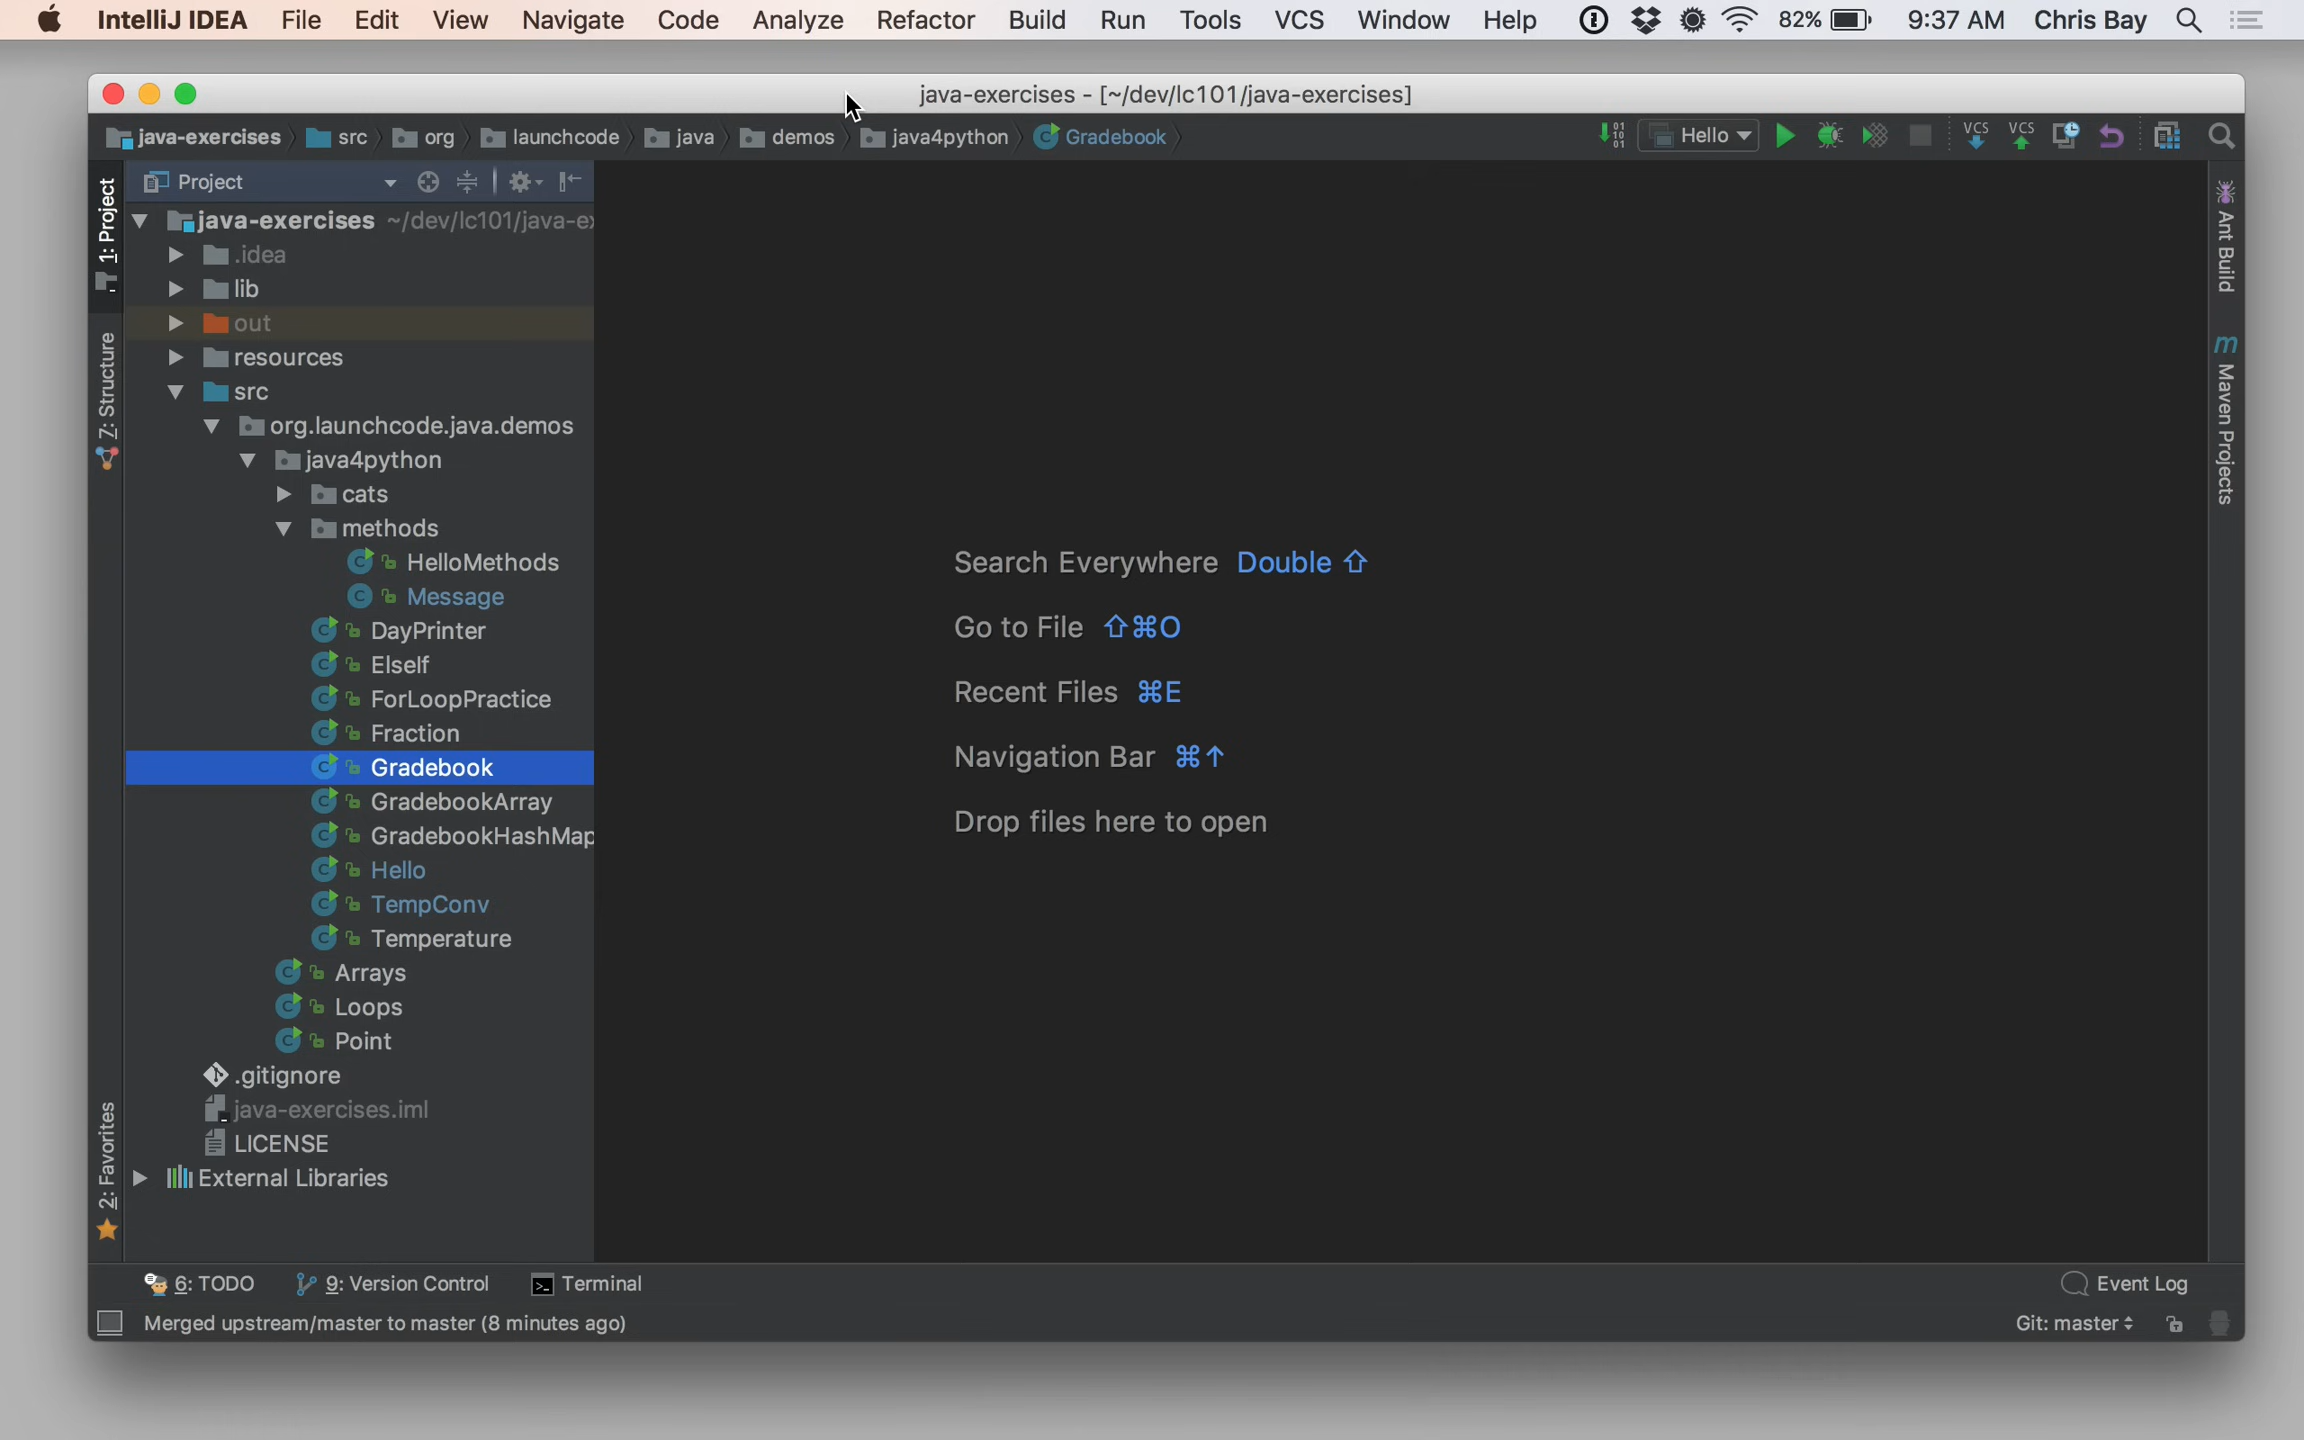 IntelliJ IDEA File Edit View Navigate Code Analyze Refactor Build Run Tools VCS Window Help 82% 9:37 AM Chris Bay
java-exercises - [~/dev/lc101/java-exercises]
java-exercises src org launchcode java demos java4python Gradebook Hello VCS VCS
1: Project
Z: Structure
2: Favorites
Project
java-exercises ~/dev/lc101/java-ex
.idea
lib
out
resources
src
org.launchcode.java.demos
java4python
cats
methods
HelloMethods
Message
DayPrinter
ElseIf
ForLoopPractice
Fraction
Gradebook
GradebookArray
GradebookHashMap
Hello
TempConv
Temperature
Arrays
Loops
Point
.gitignore
java-exercises.iml
LICENSE
External Libraries
Search Everywhere Double ⇧
Go to File ⇧⌘O
Recent Files ⌘E
Navigation Bar ⌘↑
Drop files here to open
Ant Build
Maven Projects
6: TODO 9: Version Control Terminal Event Log
Merged upstream/master to master (8 minutes ago) Git: master